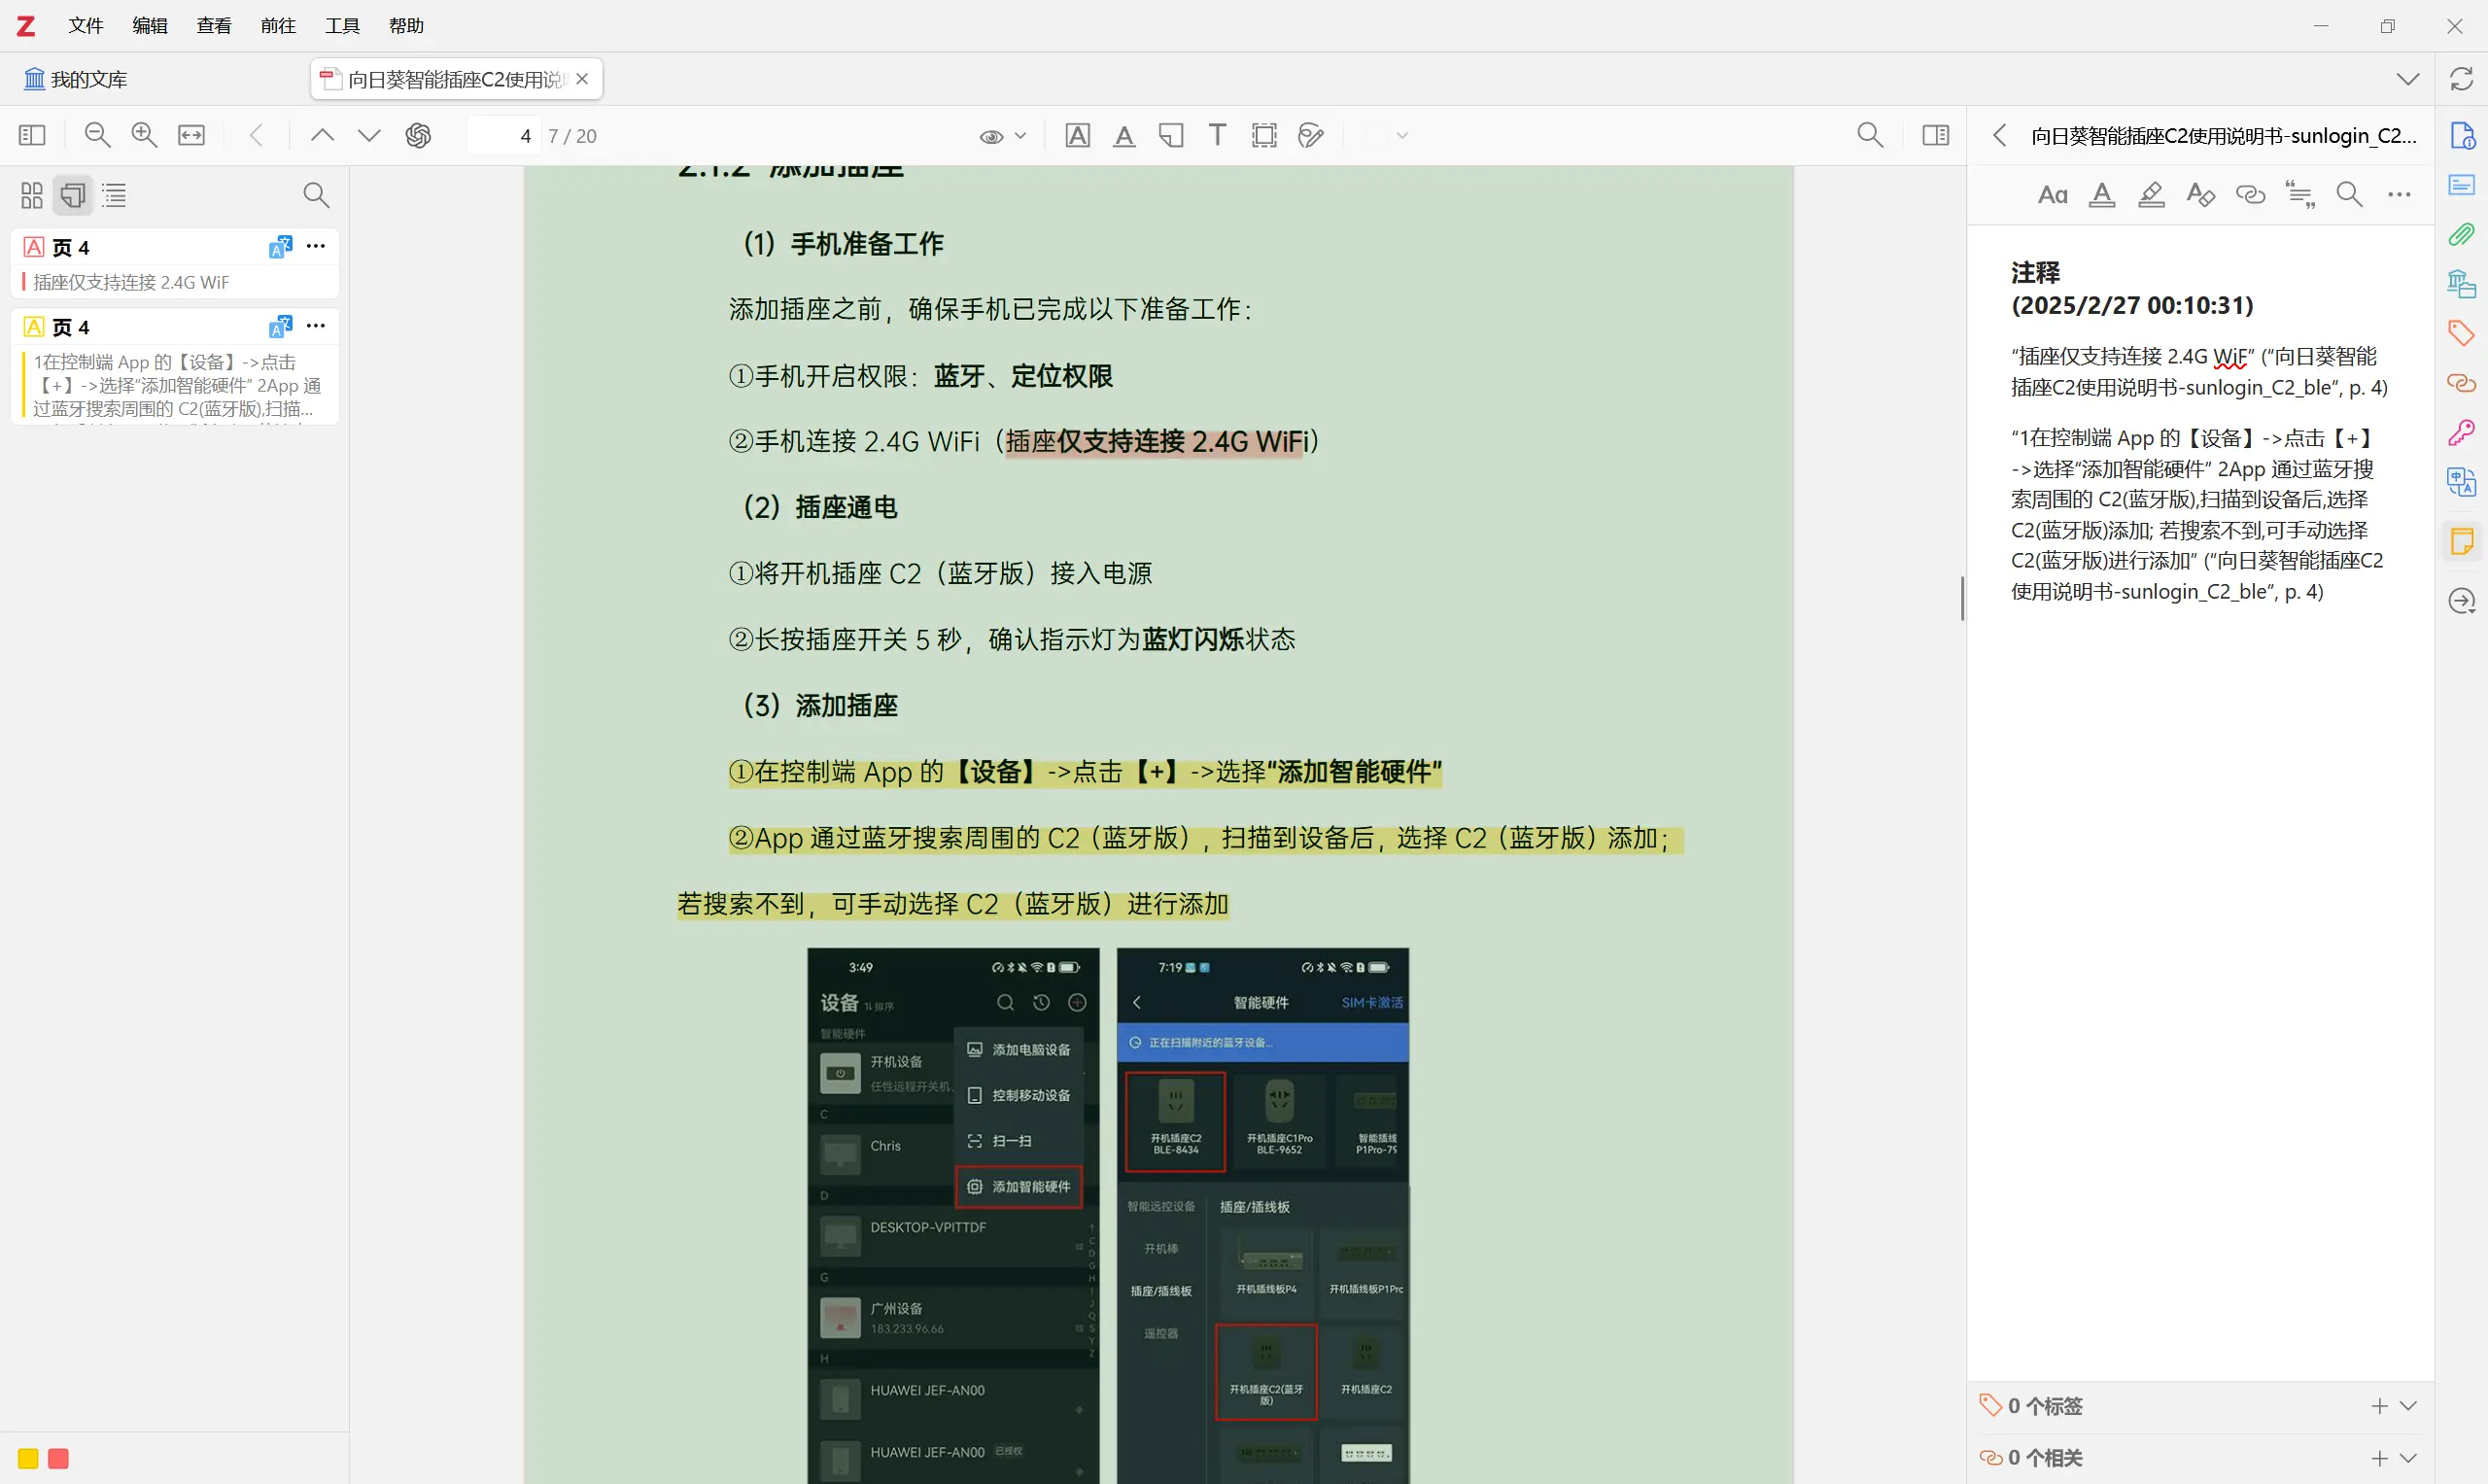 文件 编辑 查看 前往 工具 帮助
我的文库
向日葵智能插座C2使用说
4 7 / 20
页 4
插座仅支持连接 2.4G WiF
页 4
1在控制端 App 的【设备】->点击
【+】->选择“添加智能硬件” 2App 通
过蓝牙搜索周围的 C2(蓝牙版),扫描...
2.1.2 添加插座
（1）手机准备工作
添加插座之前，确保手机已完成以下准备工作：
①手机开启权限：蓝牙、定位权限
②手机连接 2.4G WiFi（插座仅支持连接 2.4G WiFi）
（2）插座通电
①将开机插座 C2（蓝牙版）接入电源
②长按插座开关 5 秒，确认指示灯为蓝灯闪烁状态
（3）添加插座
①在控制端 App 的【设备】->点击【+】->选择“添加智能硬件”
②App 通过蓝牙搜索周围的 C2（蓝牙版），扫描到设备后，选择 C2（蓝牙版）添加；
若搜索不到，可手动选择 C2（蓝牙版）进行添加
3:49
设备 排序
智能硬件
开机设备
任性远程开关机
C
Chris
D
DESKTOP-VPITTDF
G
广州设备
183.233.96.66
H
HUAWEI JEF-AN00
HUAWEI JEF-AN00 已授权
添加电脑设备
控制移动设备
扫一扫
添加智能硬件
7:19
智能硬件 SIM卡激活
正在扫描附近的蓝牙设备...
开机插座C2
BLE-8434
开机插座C1Pro
BLE-9652
智能插线
P1Pro-79
智能远控设备
开机棒
插座/插线板
遥控器
插座/插线板
开机插线板P4 开机插线板P1Pro
开机插座C2(蓝牙
版)
开机插座C2
向日葵智能插座C2使用说明书-sunlogin_C2...
注释
(2025/2/27 00:10:31)
“插座仅支持连接 2.4G WiF” (“向日葵智能
插座C2使用说明书-sunlogin_C2_ble”, p. 4)
“1在控制端 App 的【设备】->点击【+】
->选择“添加智能硬件” 2App 通过蓝牙搜
索周围的 C2(蓝牙版),扫描到设备后,选择
C2(蓝牙版)添加; 若搜索不到,可手动选择
C2(蓝牙版)进行添加” (“向日葵智能插座C2
使用说明书-sunlogin_C2_ble”, p. 4)
0 个标签
0 个相关